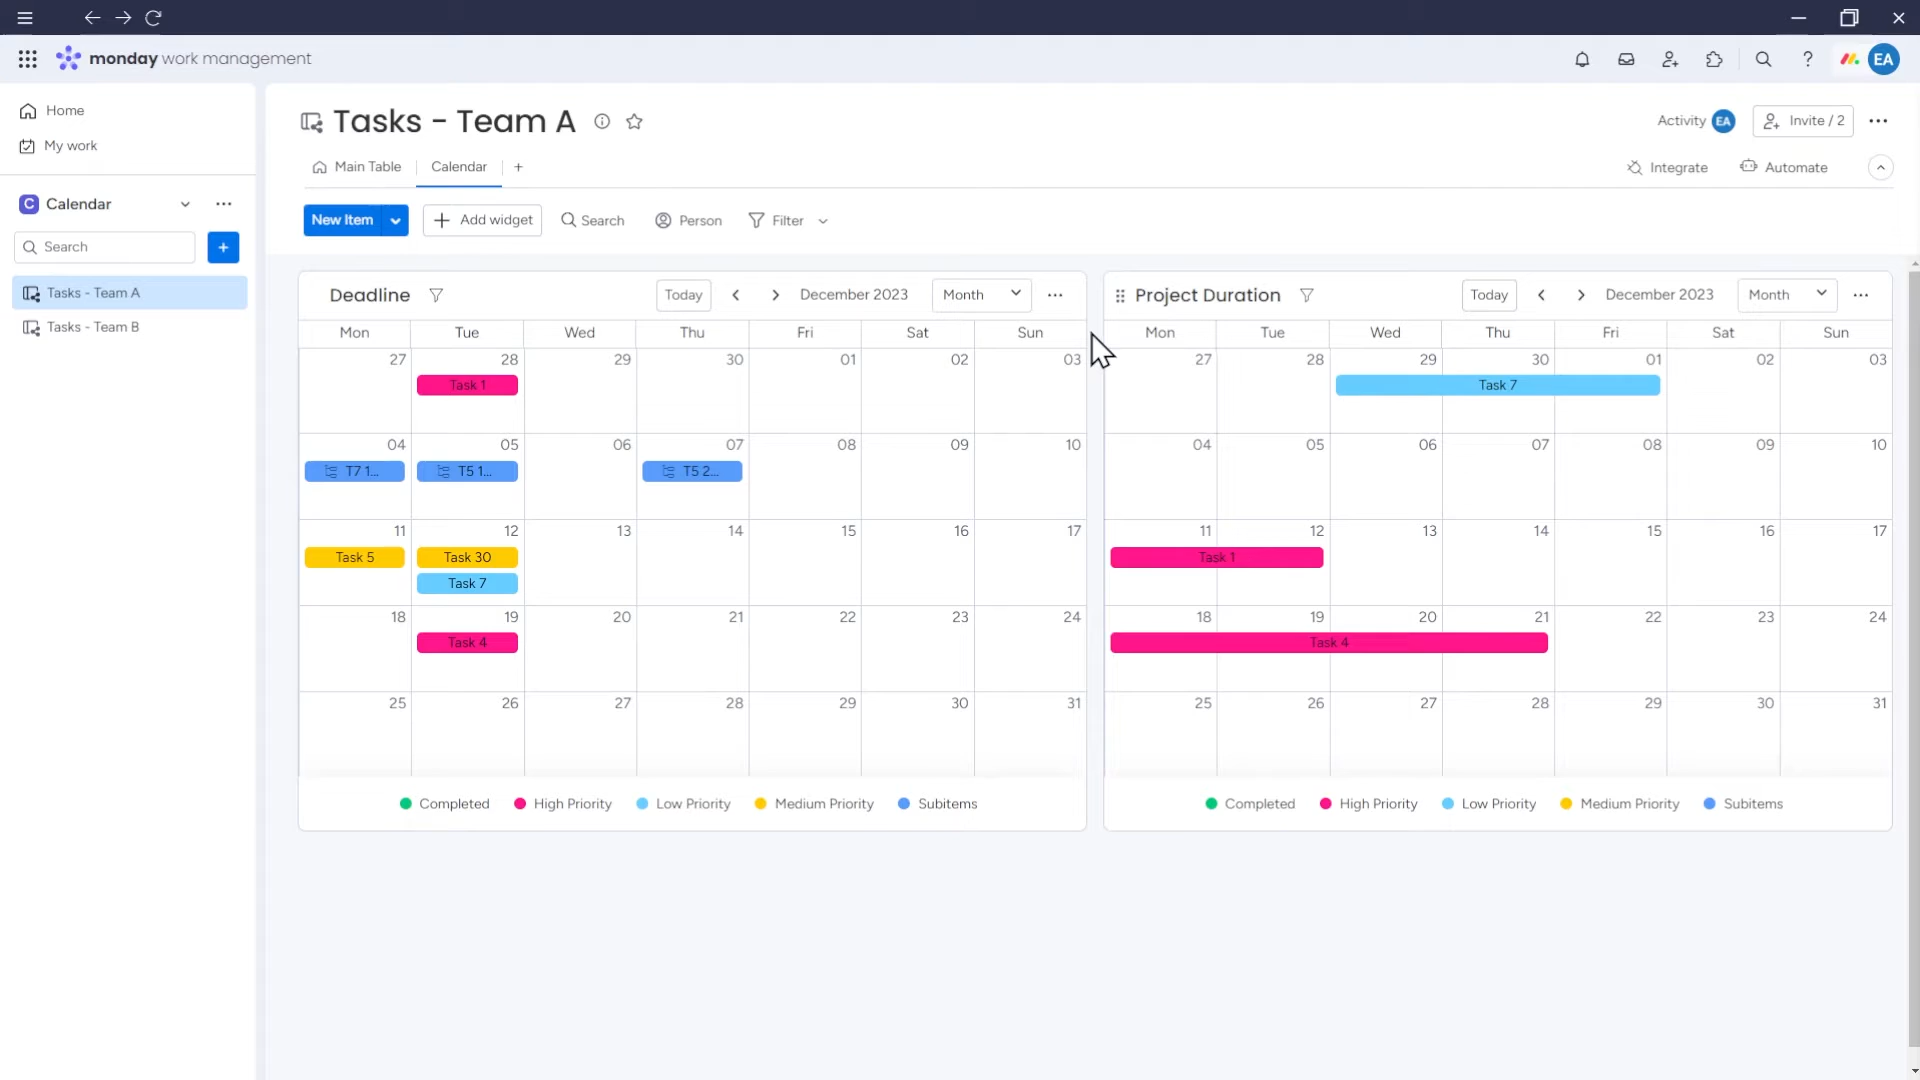 monday work management
EA
Home
My work
C Calendar
Search
Tasks - Team A
Tasks - Team B
Tasks - Team A
Activity EA Invite / 2
Main Table Calendar +
Integrate Automate
New Item Add widget Search Person Filter
Deadline Today December 2023 Month
Mon Tue Wed Thu Fri Sat Sun
27 28 29 30 01 02 03
Task 1
04 05 06 07 08 09 10
T7 1... T5 1... T5 2...
11 12 13 14 15 16 17
Task 5 Task 30
Task 7
18 19 20 21 22 23 24
Task 4
25 26 27 28 29 30 31
Completed High Priority Low Priority Medium Priority Subitems
Project Duration Today December 2023 Month
Mon Tue Wed Thu Fri Sat Sun
27 28 29 30 01 02 03
Task 7
04 05 06 07 08 09 10
11 12 13 14 15 16 17
Task 1
18 19 20 21 22 23 24
Task 4
25 26 27 28 29 30 31
Completed High Priority Low Priority Medium Priority Subitems